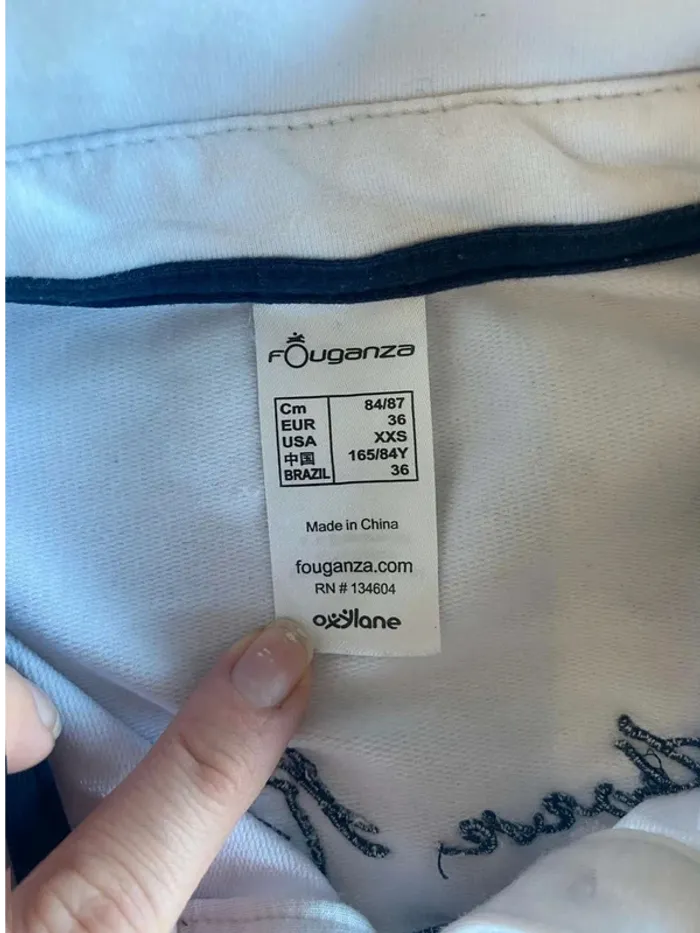 FOuganza
Cm 84/87
EUR 36
USA XXS
中国 165/84Y
BRAZIL 36
Made in China
fouganza.com
RN # 134604
oxylane